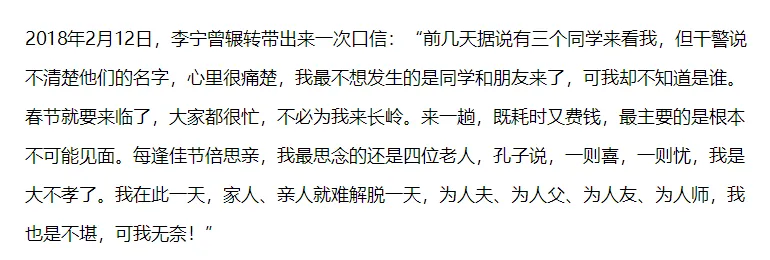 2018年2月12日，李宁曾辗转带出来一次口信：“前几天据说有三个同学来看我，但干警说
不清楚他们的名字，心里很痛楚，我最不想发生的是同学和朋友来了，可我却不知道是谁。
春节就要来临了，大家都很忙，不必为我来长岭。来一趟，既耗时又费钱，最主要的是根本
不可能见面。每逢佳节倍思亲，我最思念的还是四位老人，孔子说，一则喜，一则忧，我是
大不孝了。我在此一天，家人、亲人就难解脱一天，为人夫、为人父、为人友、为人师，我
也是不堪，可我无奈！”